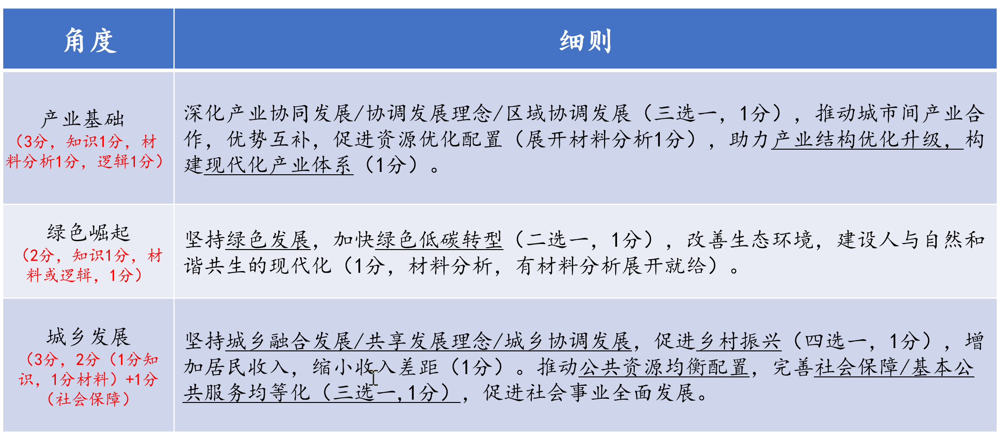 角度
细则
产业基础
（3分，知识1分，材
料分析1分，逻辑1分）
深化产业协同发展/协调发展理念/区域协调发展（三选一，1分），推动城市间产业合
作，优势互补，促进资源优化配置（展开材料分析1分），助力产业结构优化升级，构
建现代化产业体系（1分）。
绿色崛起
（2分，知识1分，材
料或逻辑，1分）
坚持绿色发展，加快绿色低碳转型（二选一，1分），改善生态环境，建设人与自然和
谐共生的现代化（1分，材料分析，有材料分析展开就给）。
城乡发展
（3分，2分（1分知
识，1分材料）+1分
（社会保障）
坚持城乡融合发展/共享发展理念/城乡协调发展，促进乡村振兴（四选一，1分），增
加居民收入，缩小收入差距（1分）。推动公共资源均衡配置，完善社会保障/基本公
共服务均等化（三选一,1分），促进社会事业全面发展。